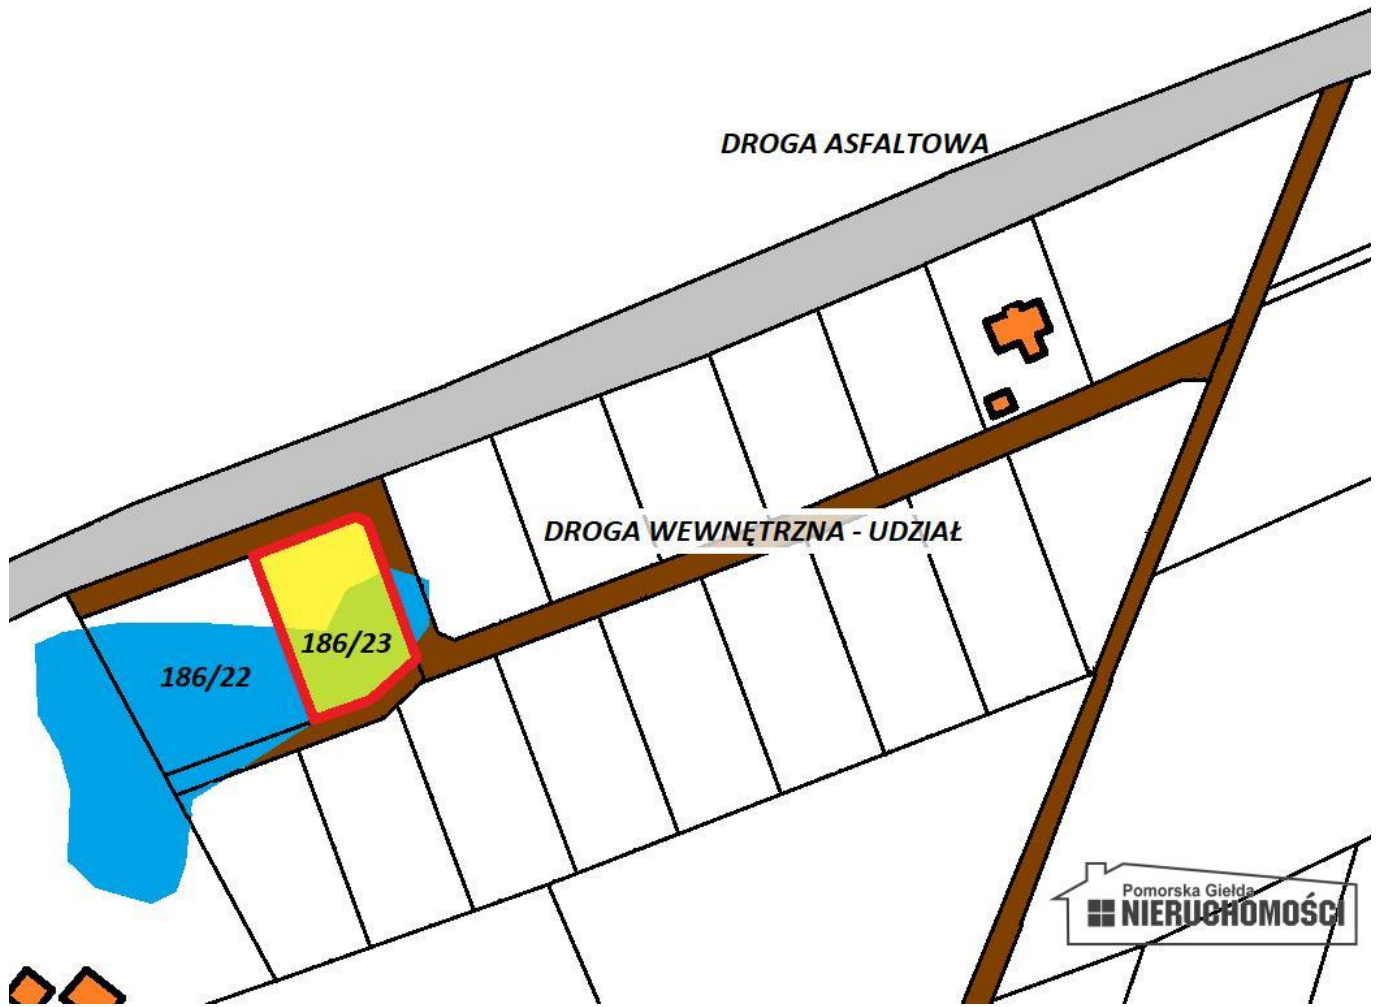 DROGA ASFALTOWA
DROGA WEWNĘTRZNA - UDZIAŁ
186/23
186/22
Pomorska Giełda
NIERUCHOMOŚCI